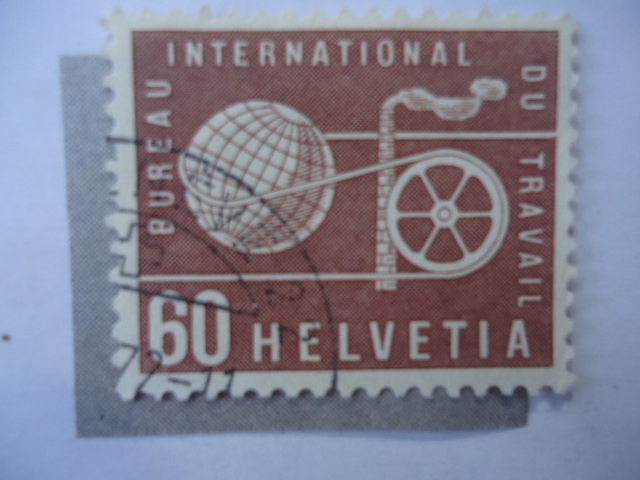 BUREAU
INTERNATIONAL
DU
TRAVAIL
60 HELVETIA